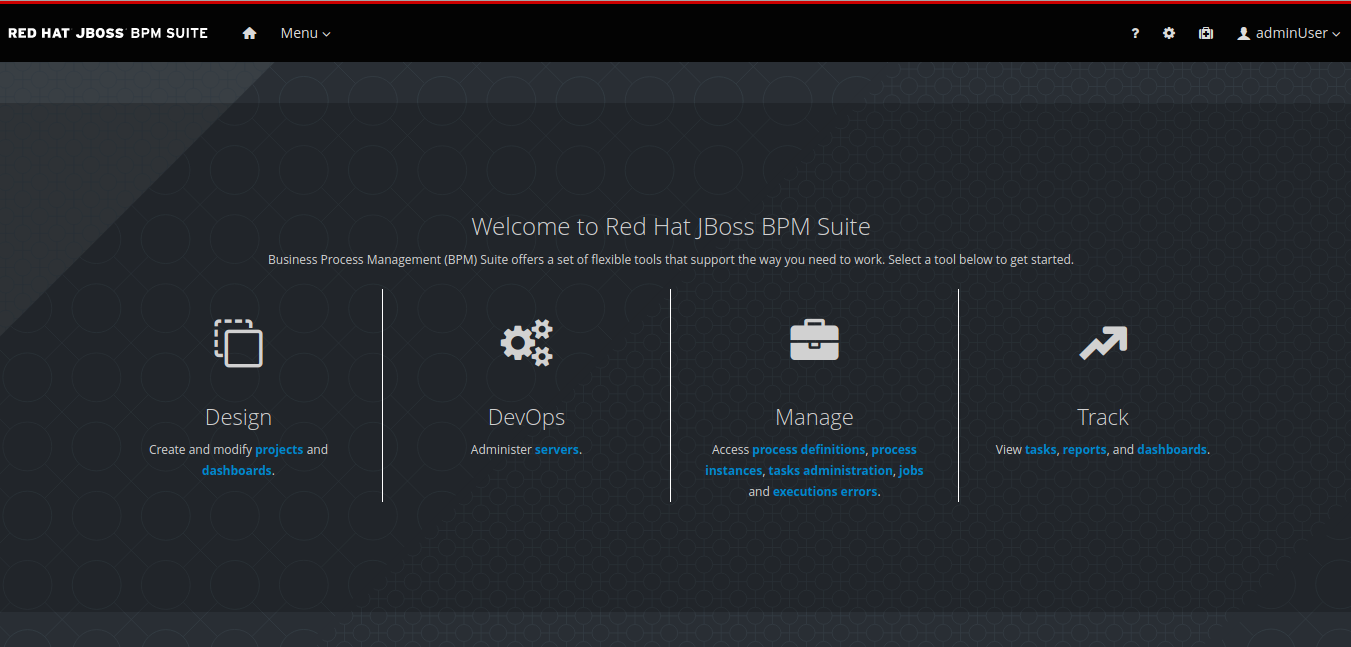 RED HAT JBOSS BPM SUITE Menu ? adminUser
Welcome to Red Hat JBoss BPM Suite
Business Process Management (BPM) Suite offers a set of flexible tools that support the way you need to work. Select a tool below to get started.
Design
Create and modify projects and
dashboards.
DevOps
Administer servers.
Manage
Access process definitions, process
instances, tasks administration, jobs
and executions errors.
Track
View tasks, reports, and dashboards.